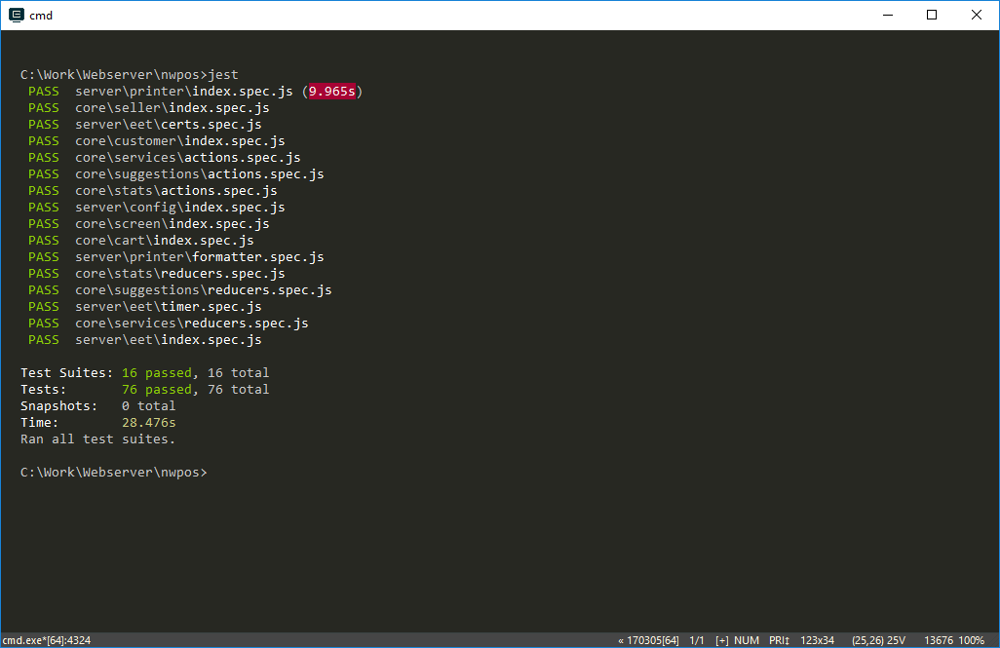 cmd
C:\Work\Webserver\nwpos>jest
PASS server\printer\index.spec.js (9.965s)
PASS core\seller\index.spec.js
PASS server\eet\certs.spec.js
PASS core\customer\index.spec.js
PASS core\services\actions.spec.js
PASS core\suggestions\actions.spec.js
PASS core\stats\actions.spec.js
PASS server\config\index.spec.js
PASS core\screen\index.spec.js
PASS core\cart\index.spec.js
PASS server\printer\formatter.spec.js
PASS core\stats\reducers.spec.js
PASS core\suggestions\reducers.spec.js
PASS server\eet\timer.spec.js
PASS core\services\reducers.spec.js
PASS server\eet\index.spec.js
Test Suites: 16 passed, 16 total
Tests: 76 passed, 76 total
Snapshots: 0 total
Time: 28.476s
Ran all test suites.
C:\Work\Webserver\nwpos>
cmd.exe*[64]:4324 « 170305[64] 1/1 [+] NUM PRI↕ 123x34 (25,26) 25V 13676 100%